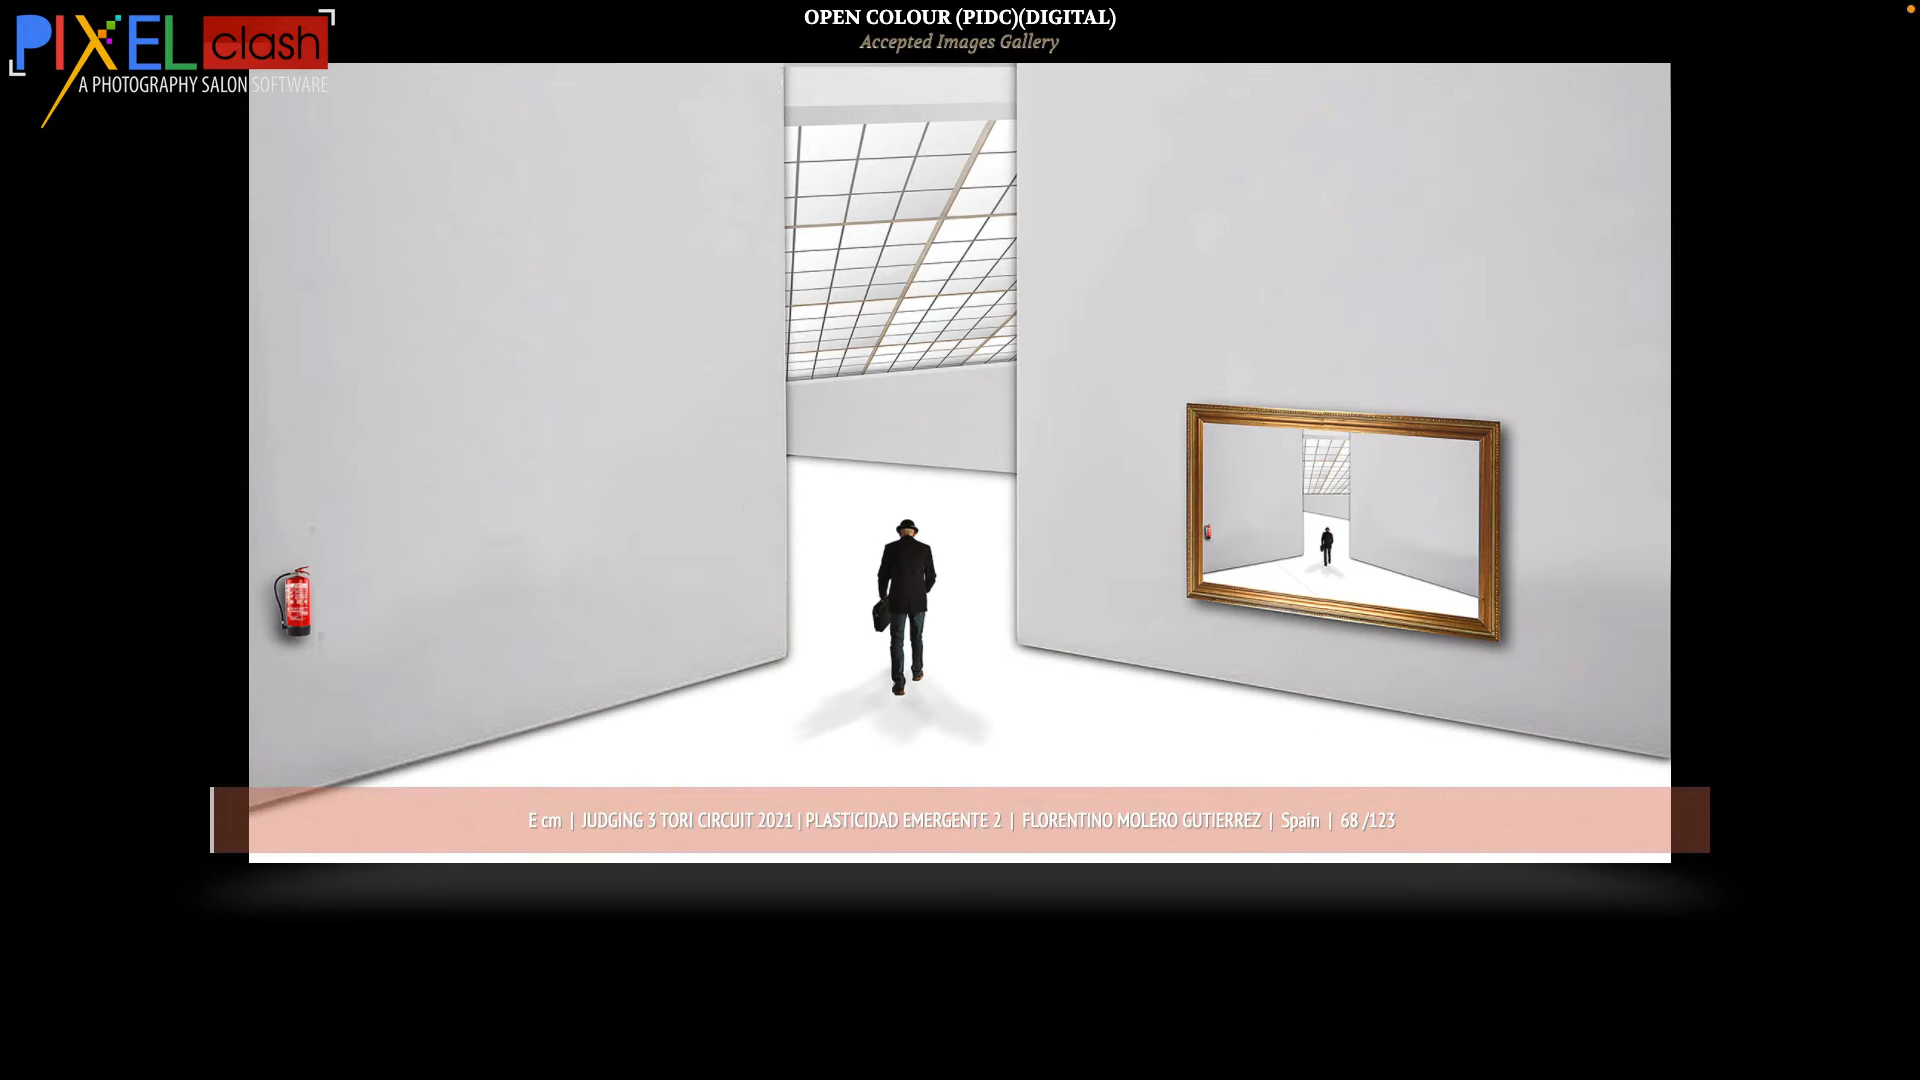 PIXEL clash
A PHOTOGRAPHY SALON SOFTWARE
OPEN COLOUR (PIDC)(DIGITAL)
Accepted Images Gallery
E cm | JUDGING 3 TORI CIRCUIT 2021 | PLASTICIDAD EMERGENTE 2 | FLORENTINO MOLERO GUTIERREZ | Spain | 68 /123